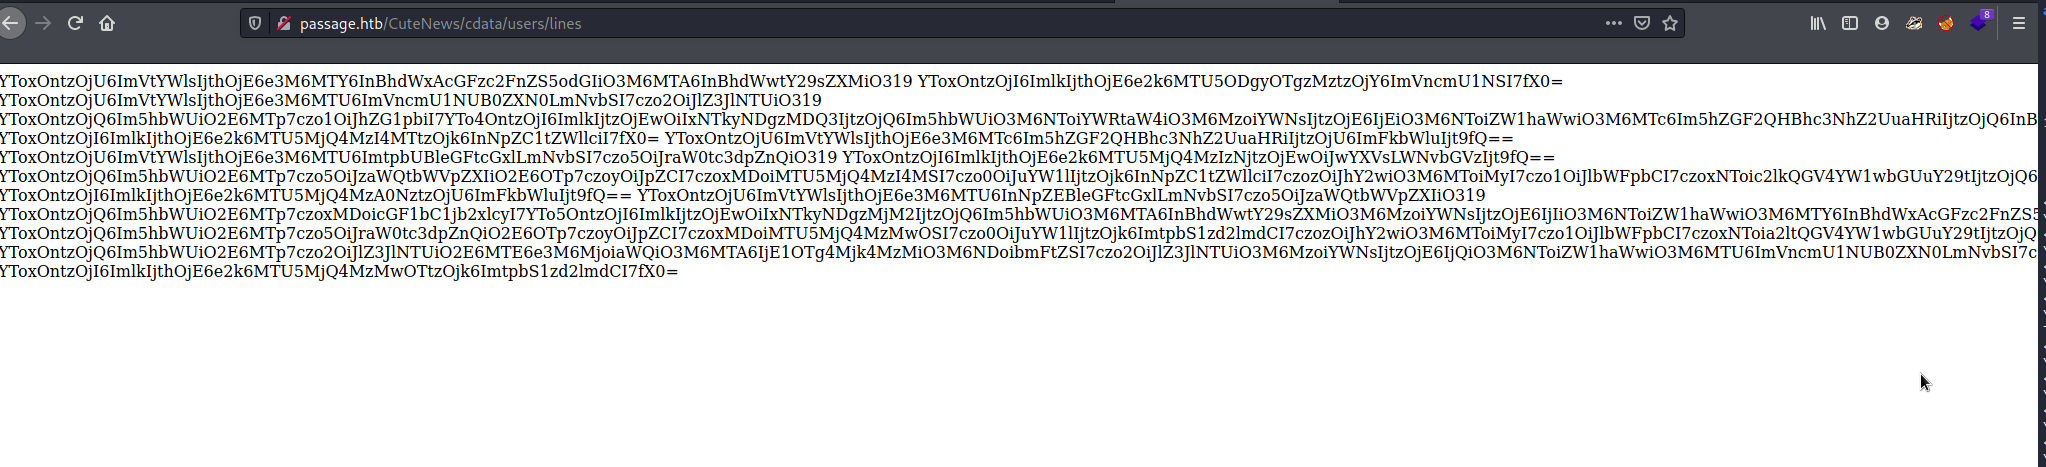 passage.htb/CuteNews/cdata/users/lines
8
YToxOntzOjU6ImVtYWlsIjthOjE6e3M6MTY6InBhdWxAcGFzc2FnZS5odGIiO3M6MTA6InBhdWwtY29sZXMiO319 YToxOntzOjI6ImlkIjthOjE6e2k6MTU5ODgyOTgzMztzOjY6ImVncmU1NSI7fX0=
YToxOntzOjU6ImVtYWlsIjthOjE6e3M6MTU6ImVncmU1NUB0ZXN0LmNvbSI7czo2OiJlZ3JlNTUiO319
YToxOntzOjQ6Im5hbWUiO2E6MTp7czo1OiJhZG1pbiI7YTo4OntzOjI6ImlkIjtzOjEwOiIxNTkyNDgzMDQ3IjtzOjQ6Im5hbWUiO3M6NToiYWRtaW4iO3M6MzoiYWNsIjtzOjE6IjEiO3M6NToiZW1haWwiO3M6MTc6Im5hZGF2QHBhc3NhZ2UuaHRiIjtzOjQ6InB
YToxOntzOjI6ImlkIjthOjE6e2k6MTU5MjQ4MzI4MTtzOjk6InNpZC1tZWllciI7fX0= YToxOntzOjU6ImVtYWlsIjthOjE6e3M6MTc6Im5hZGF2QHBhc3NhZ2UuaHRiIjtzOjU6ImFkbWluIjt9fQ==
YToxOntzOjU6ImVtYWlsIjthOjE6e3M6MTU6ImtpbUBleGFtcGxlLmNvbSI7czo5OiJraW0tc3dpZnQiO319 YToxOntzOjI6ImlkIjthOjE6e2k6MTU5MjQ4MzIzNjtzOjEwOiJwYXVsLWNvbGVzIjt9fQ==
YToxOntzOjQ6Im5hbWUiO2E6MTp7czo5OiJzaWQtbWVpZXIiO2E6OTp7czoyOiJpZCI7czoxMDoiMTU5MjQ4MzI4MSI7czo0OiJuYW1lIjtzOjk6InNpZC1tZWllciI7czozOiJhY2wiO3M6MToiMyI7czo1OiJlbWFpbCI7czoxNToic2lkQGV4YW1wbGUuY29tIjtzOjQ6
YToxOntzOjI6ImlkIjthOjE6e2k6MTU5MjQ4MzA0NztzOjU6ImFkbWluIjt9fQ== YToxOntzOjU6ImVtYWlsIjthOjE6e3M6MTU6InNpZEBleGFtcGxlLmNvbSI7czo5OiJzaWQtbWVpZXIiO319
YToxOntzOjQ6Im5hbWUiO2E6MTp7czoxMDoicGF1bC1jb2xlcyI7YTo5OntzOjI6ImlkIjtzOjEwOiIxNTkyNDgzMjM2IjtzOjQ6Im5hbWUiO3M6MTA6InBhdWwtY29sZXMiO3M6MzoiYWNsIjtzOjE6IjIiO3M6NToiZW1haWwiO3M6MTY6InBhdWxAcGFzc2FnZS5
YToxOntzOjQ6Im5hbWUiO2E6MTp7czo5OiJraW0tc3dpZnQiO2E6OTp7czoyOiJpZCI7czoxMDoiMTU5MjQ4MzMwOSI7czo0OiJuYW1lIjtzOjk6ImtpbS1zd2lmdCI7czozOiJhY2wiO3M6MToiMyI7czo1OiJlbWFpbCI7czoxNToia2ltQGV4YW1wbGUuY29tIjtzOjQ
YToxOntzOjQ6Im5hbWUiO2E6MTp7czo2OiJlZ3JlNTUiO2E6MTE6e3M6MjoiaWQiO3M6MTA6IjE1OTg4Mjk4MzMiO3M6NDoibmFtZSI7czo2OiJlZ3JlNTUiO3M6MzoiYWNsIjtzOjE6IjQiO3M6NToiZW1haWwiO3M6MTU6ImVncmU1NUB0ZXN0LmNvbSI7c
YToxOntzOjI6ImlkIjthOjE6e2k6MTU5MjQ4MzMwOTtzOjk6ImtpbS1zd2lmdCI7fX0=